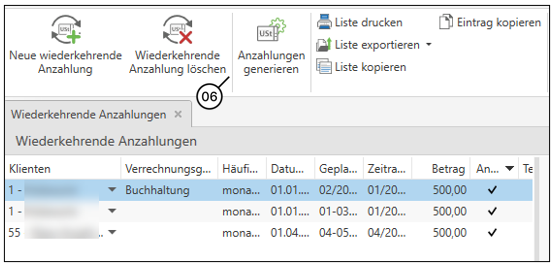 USt
USt
USt
Neue wiederkehrende Anzahlung
Wiederkehrende Anzahlung löschen
Anzahlungen generieren
Liste drucken
Liste exportieren
Liste kopieren
Eintrag kopieren
06
Wiederkehrende Anzahlungen ×
Wiederkehrende Anzahlungen
Klienten Verrechnungsg... Häufi... Datu... Gepla... Zeitra... Betrag An... Te
1 - Buchhaltung mona... 01.01.... 02/20... 01/20... 500,00 ✓
1 - mona... 01.01.... 01-03... 01/20... 500,00 ✓
55 mona... 01.04.... 04-05... 04/20... 500,00 ✓